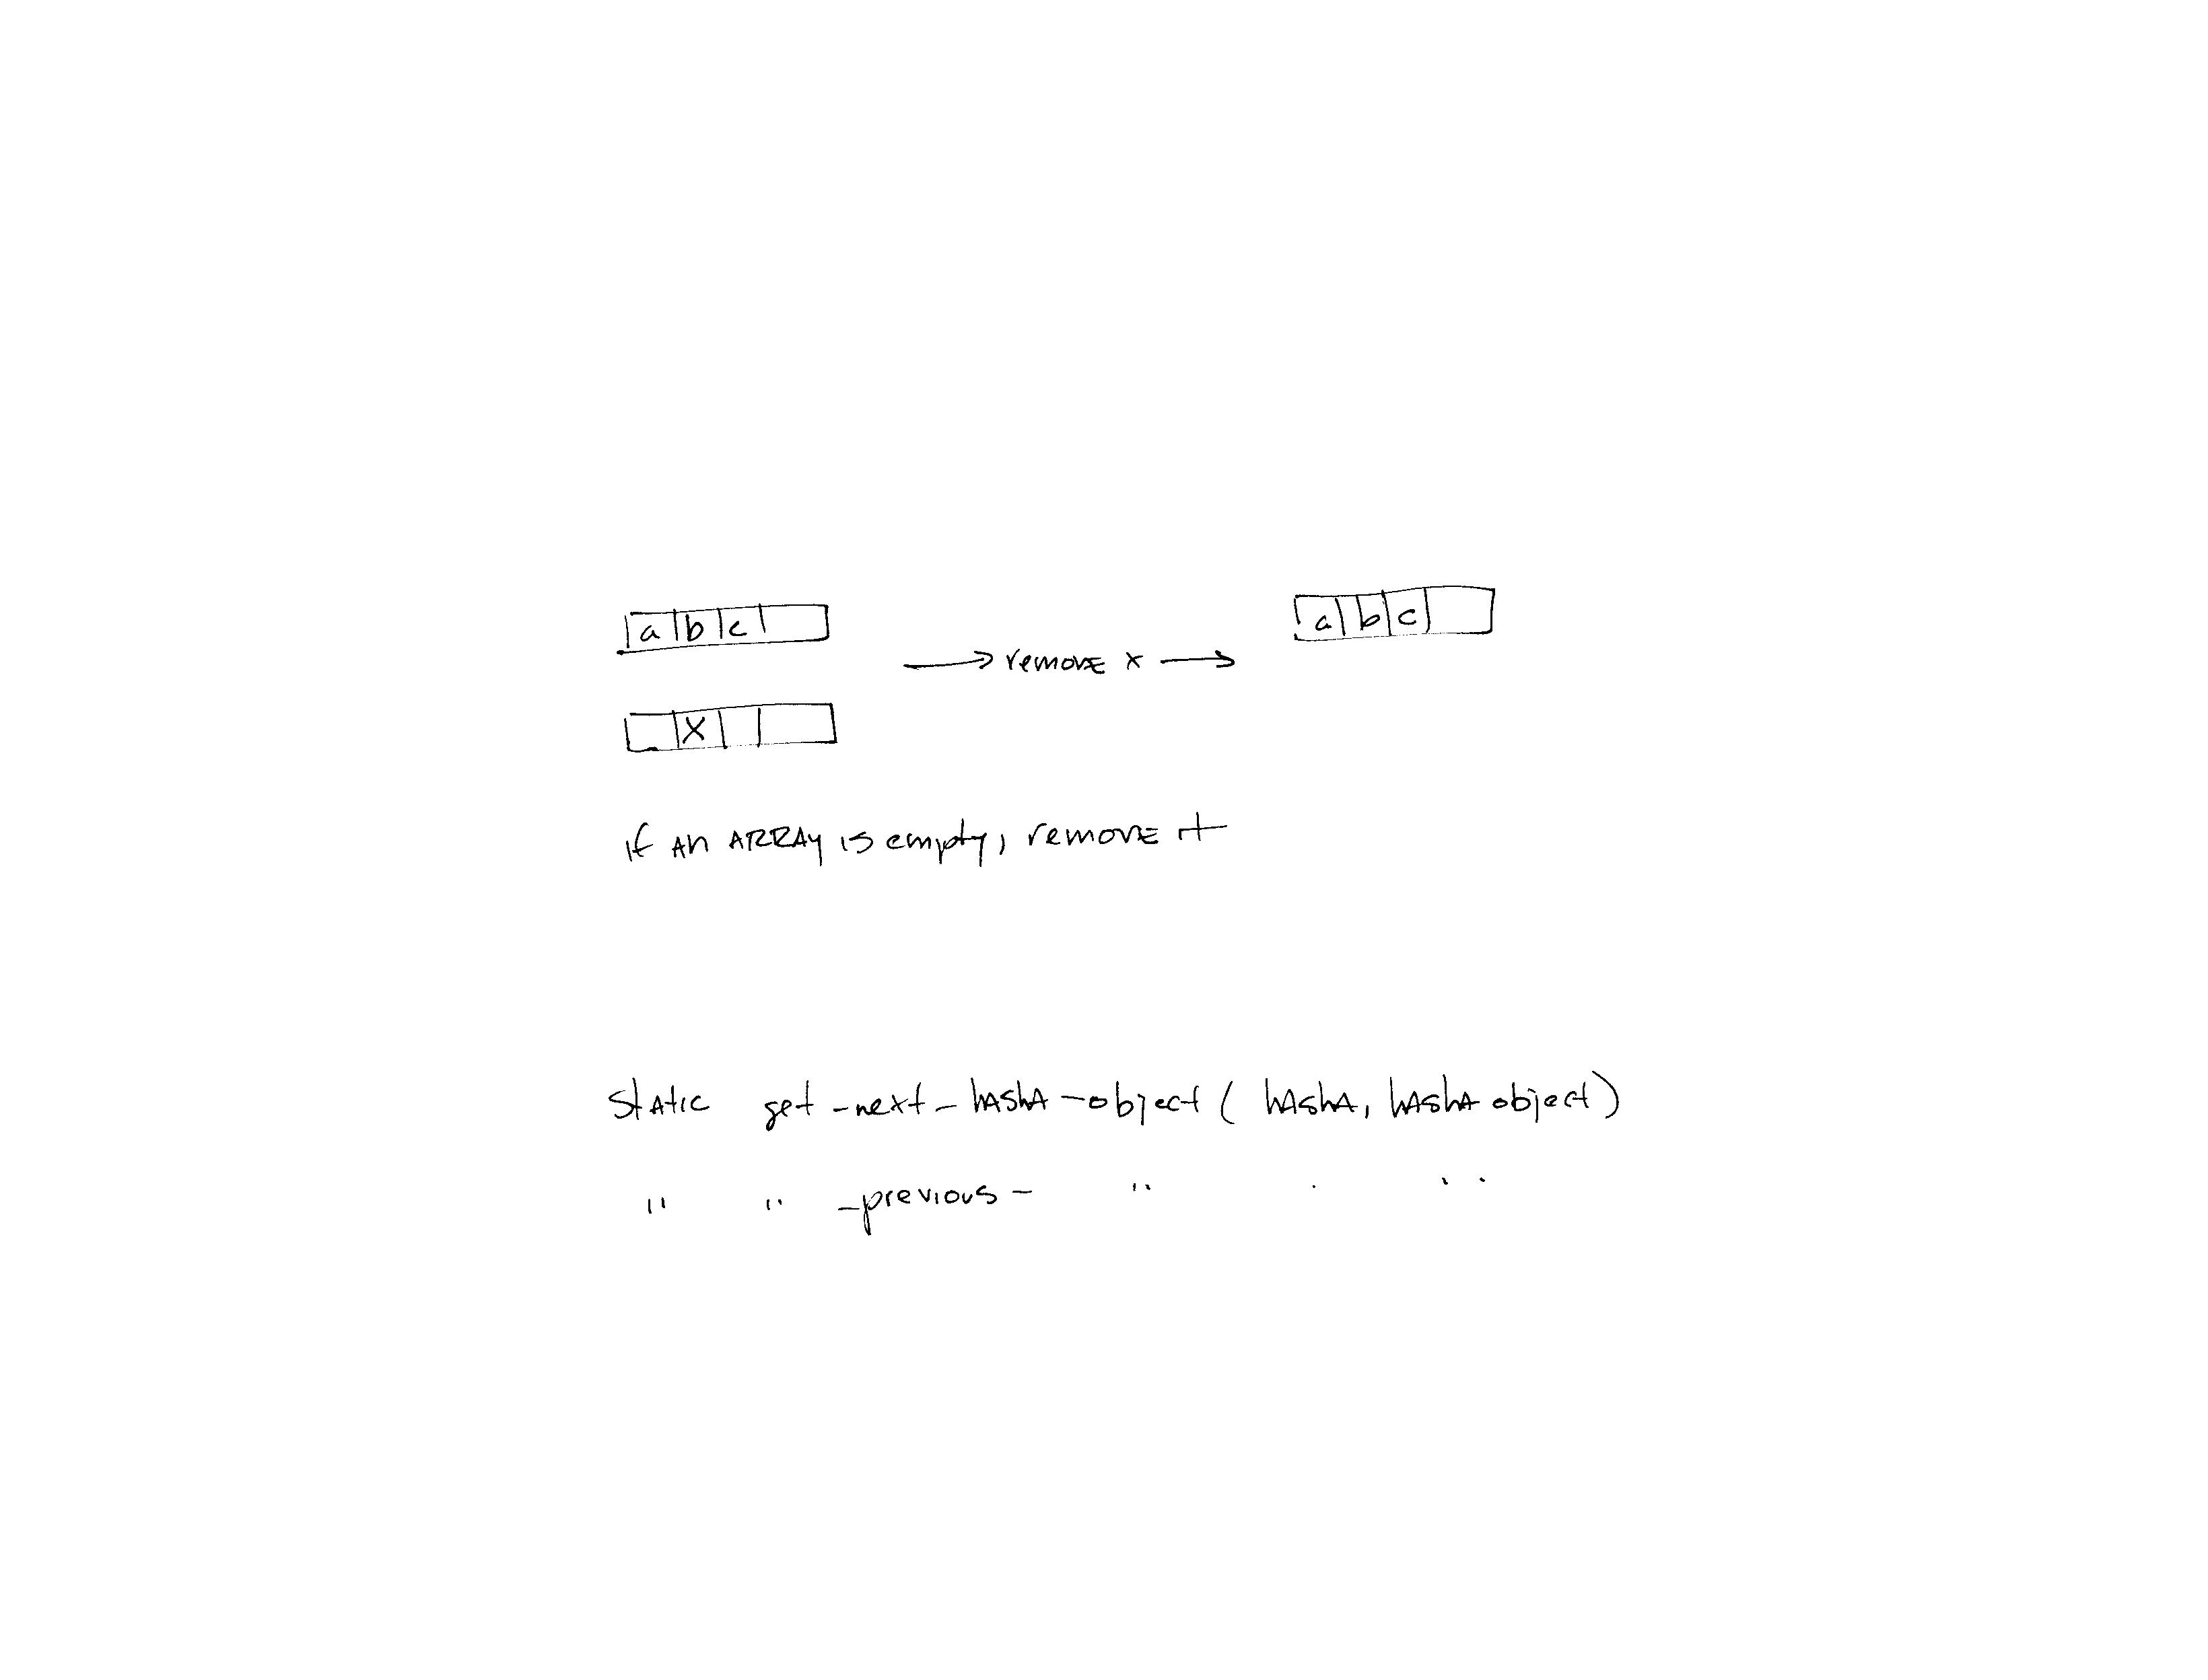 a b c
→ remove x →
a b c
X
if an ARRAy is empty, remove it
static get_next_hashA_object ( hashA, hashA object )
" " _previous_ " . . .